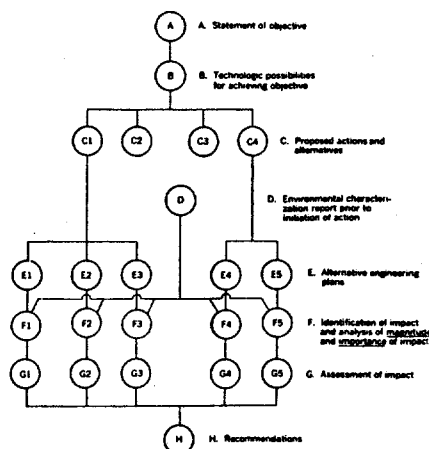 A
A. Statement of objective
B
B. Technologic possibilities
for achieving objective
C1 C2 C3 C4
C. Proposed actions and
alternatives
D
D. Environmental characteri-
zation report prior to
initiation of action
E1 E2 E3 E4 E5
E. Alternative engineering
plans
F1 F2 F3 F4 F5
F. Identification of impact
and analysis of magnitude
and importance of impact
G1 G2 G3 G4 G5
G. Assessment of impact
H
H. Recommendations